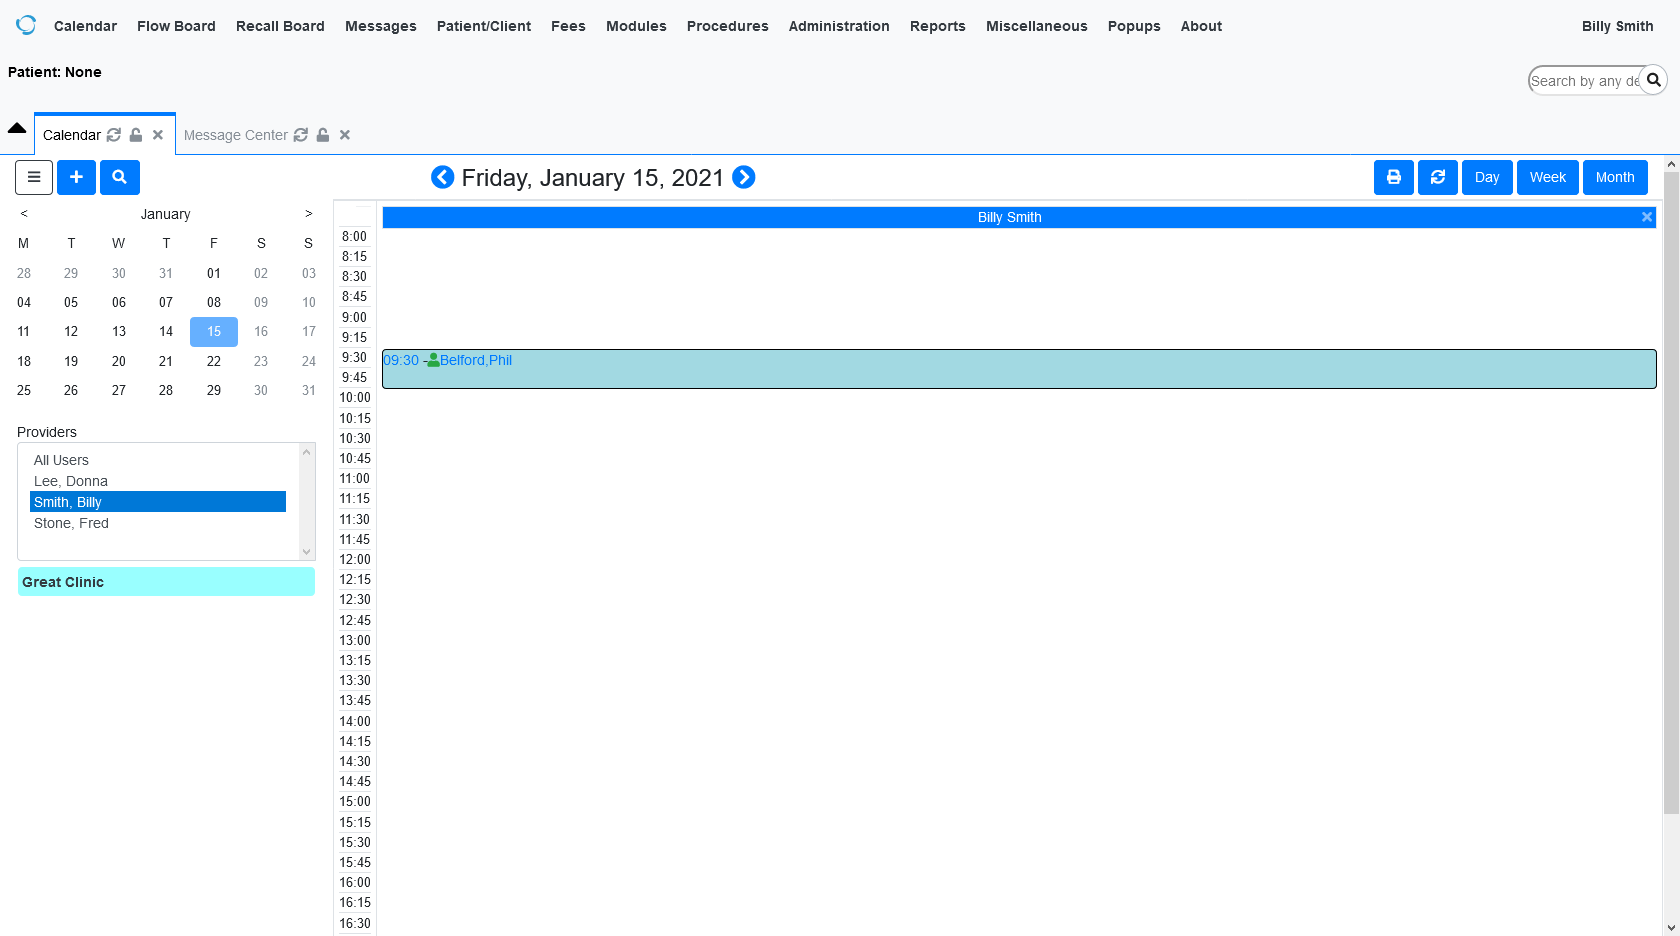 Calendar Flow Board Recall Board Messages Patient/Client Fees Modules Procedures Administration Reports Miscellaneous Popups About Billy Smith
Patient: None
Search by any de
Calendar Message Center
Friday, January 15, 2021 Day Week Month
< January >
M T W T F S S
28 29 30 31 01 02 03
04 05 06 07 08 09 10
11 12 13 14 15 16 17
18 19 20 21 22 23 24
25 26 27 28 29 30 31
Providers
All Users
Lee, Donna
Smith, Billy
Stone, Fred
Great Clinic
Billy Smith
8:00
8:15
8:30
8:45
9:00
9:15
9:30
09:30 -Belford,Phil
9:45
10:00
10:15
10:30
10:45
11:00
11:15
11:30
11:45
12:00
12:15
12:30
12:45
13:00
13:15
13:30
13:45
14:00
14:15
14:30
14:45
15:00
15:15
15:30
15:45
16:00
16:15
16:30